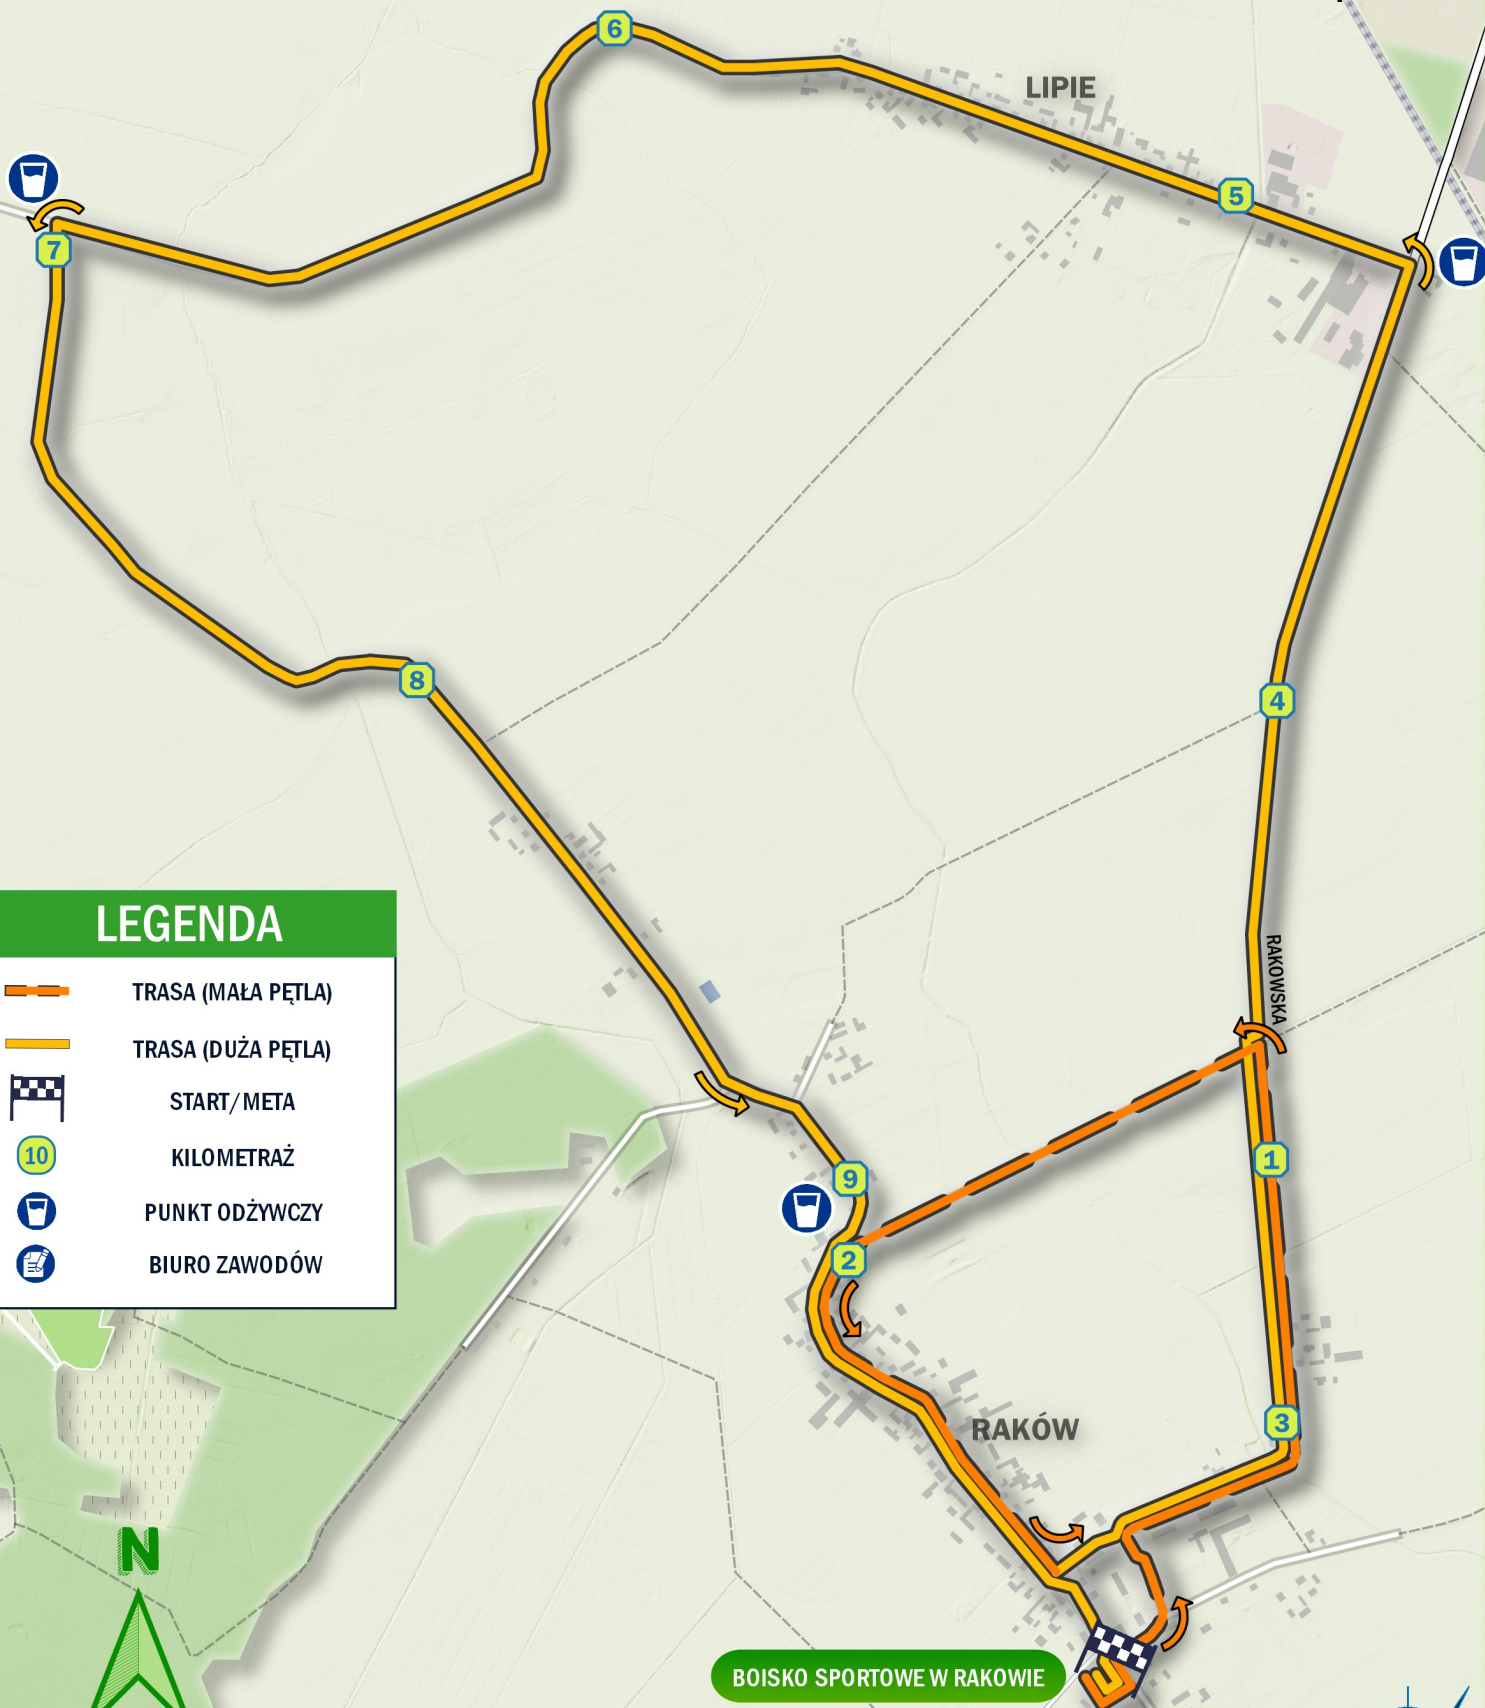 6
LIPIE
5
7
4
8
LEGENDA
TRASA (MAŁA PĘTLA)
TRASA (DUŻA PĘTLA)
START/META
10 KILOMETRAŻ
PUNKT ODŻYWCZY
BIURO ZAWODÓW
RAKOWSKA
1
9
2
3
RAKÓW
N
BOISKO SPORTOWE W RAKOWIE